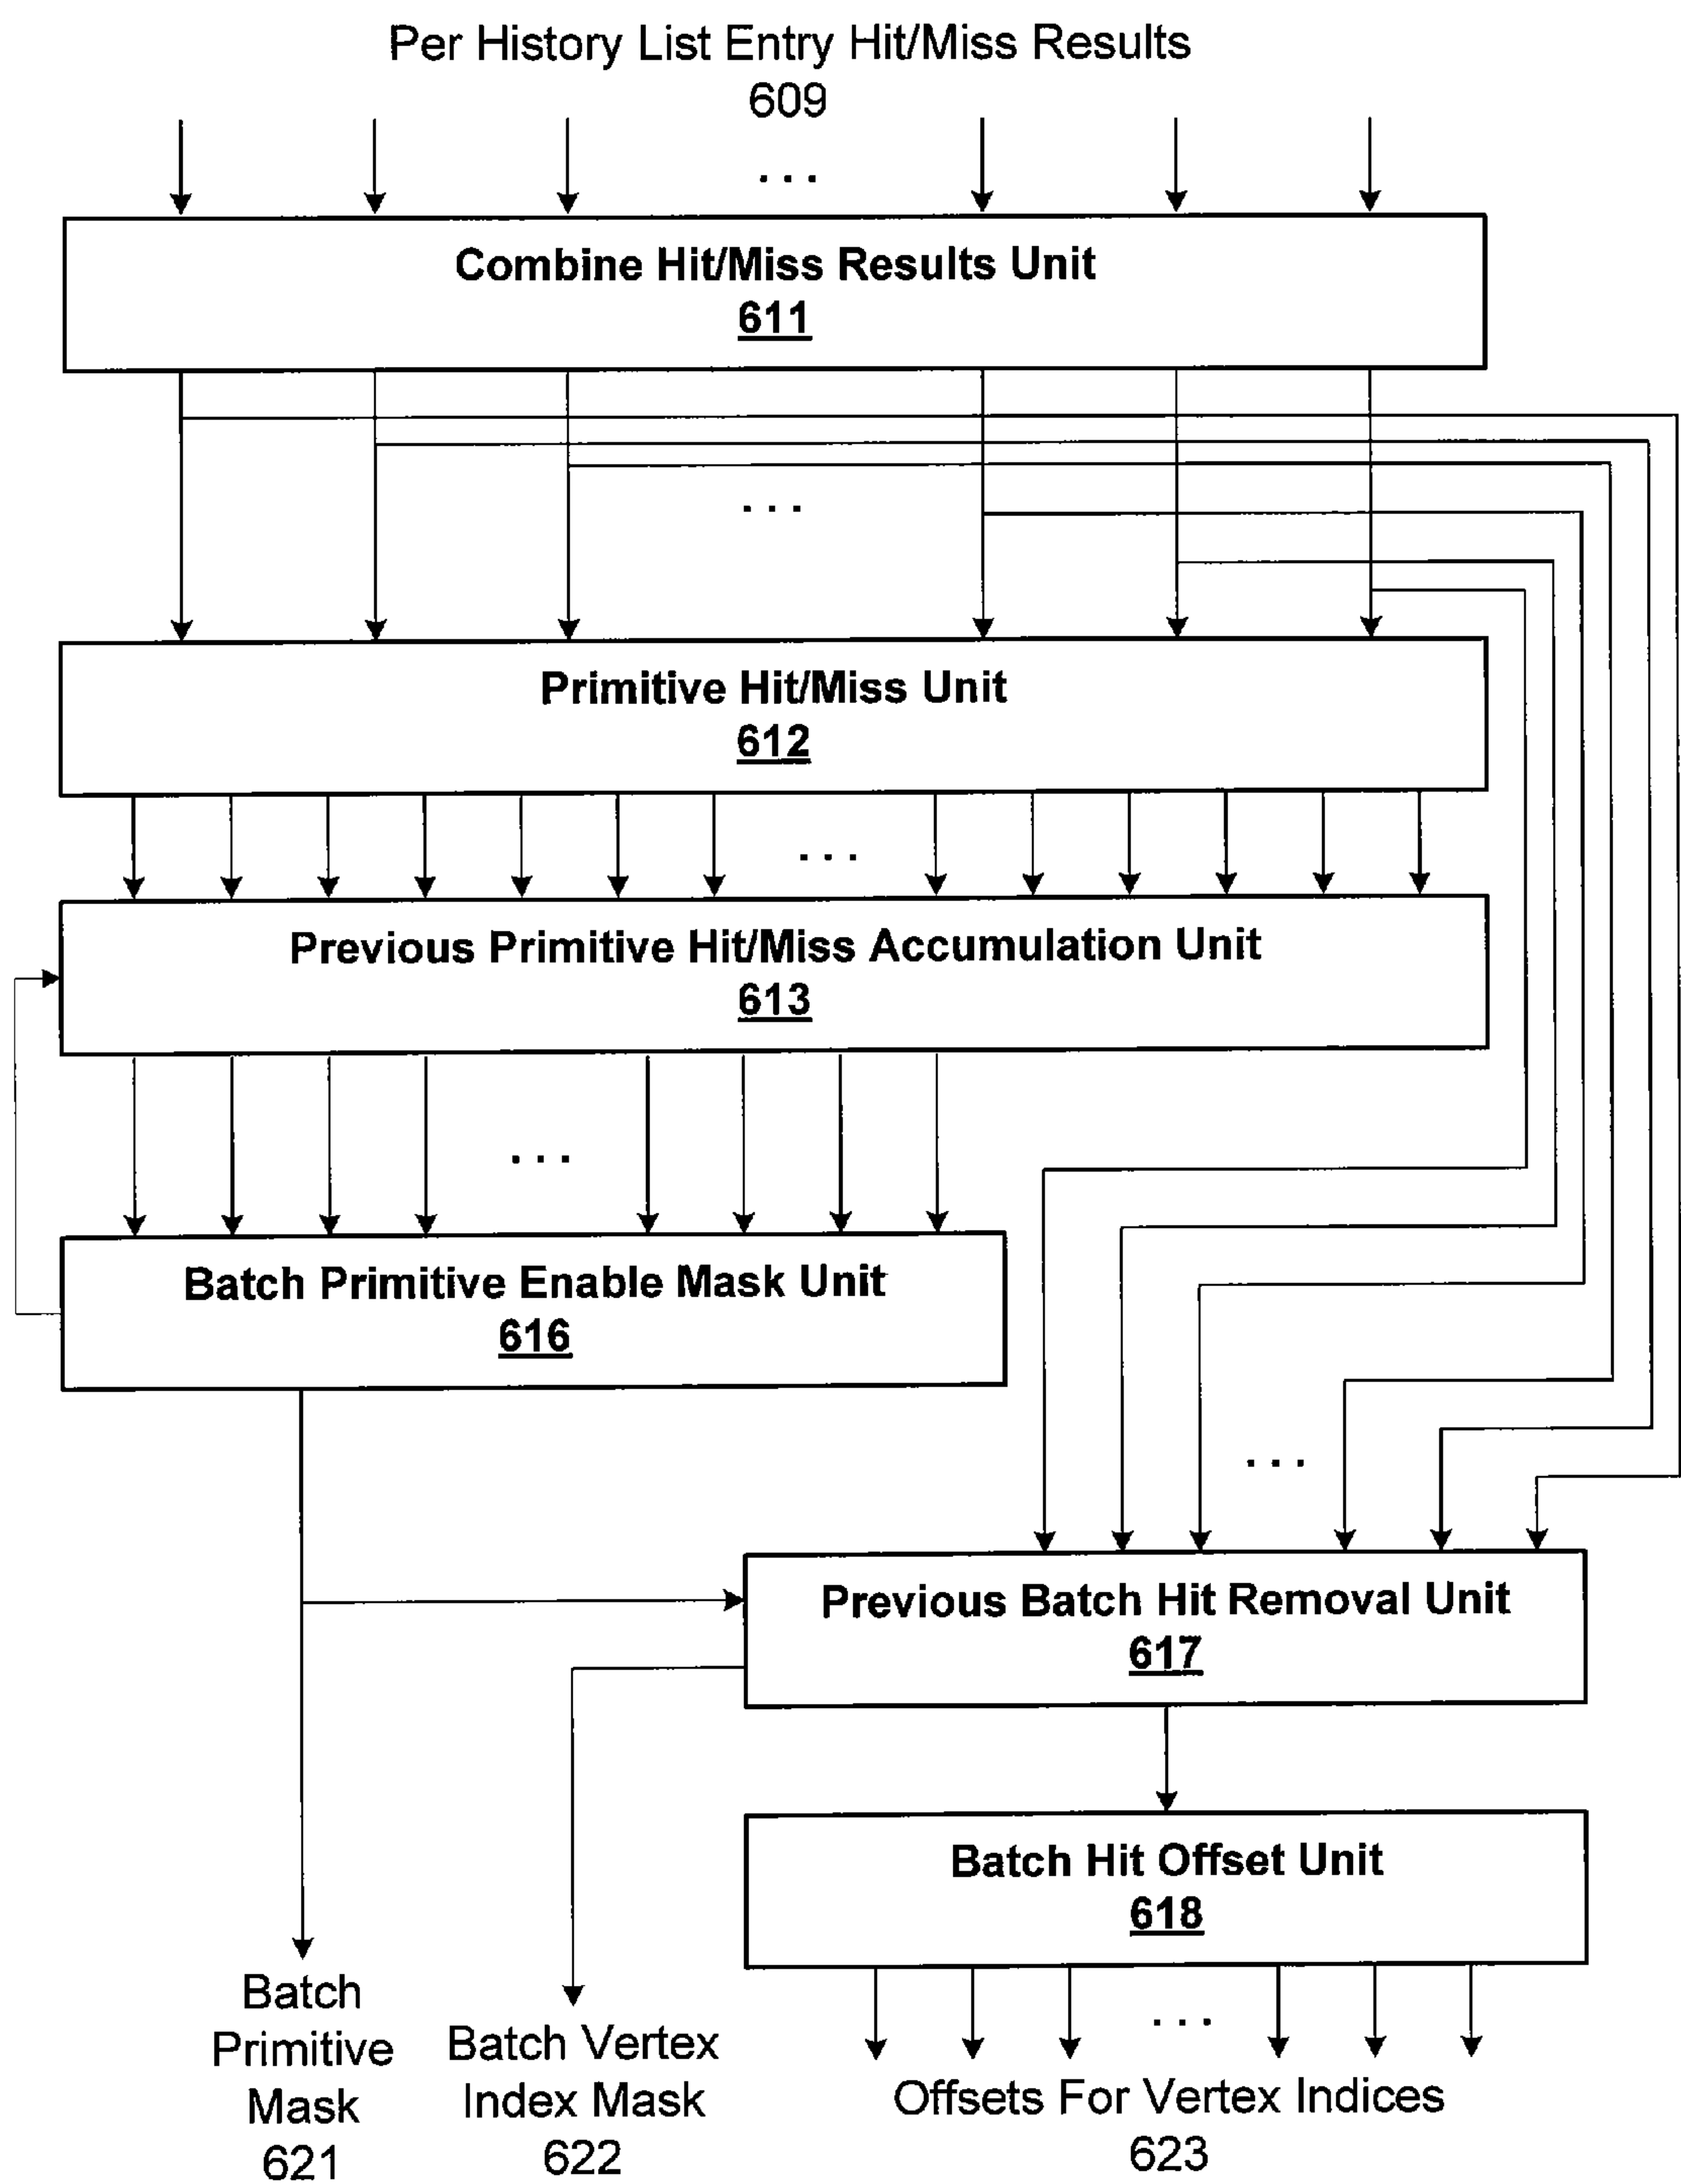 Per History List Entry Hit/Miss Results
609
...
Combine Hit/Miss Results Unit
611
...
Primitive Hit/Miss Unit
612
...
Previous Primitive Hit/Miss Accumulation Unit
613
...
Batch Primitive Enable Mask Unit
616
...
Previous Batch Hit Removal Unit
617
Batch Hit Offset Unit
618
...
Batch
Primitive
Mask
621
Batch Vertex
Index Mask
622
Offsets For Vertex Indices
623